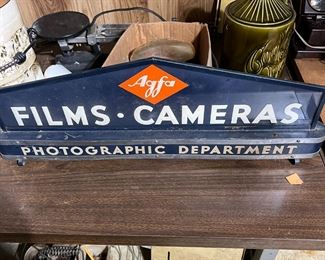 Agfa
FILMS · CAMERAS
PHOTOGRAPHIC DEPARTMENT